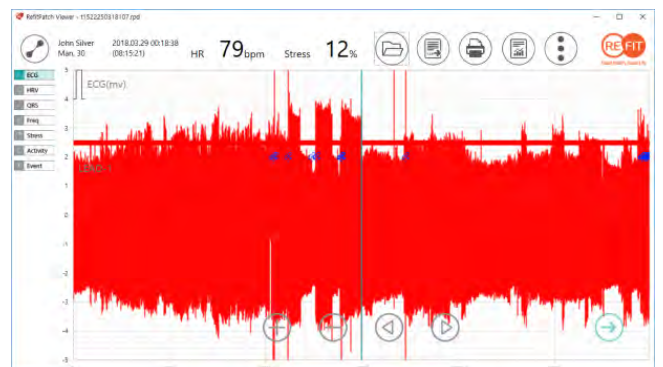 RefitPatch Viewer - t1522250318107.rpd
John Silver 2018.03.29 00:18:38
Man, 30 (08:15:21)
HR 79bpm Stress 12%
REFIT
ECG
HRV
QRS
Freq
Stress
Activity
Event
ECG(mv)
5
4
3
2
1
0
-1
-2
-3
-4
-5